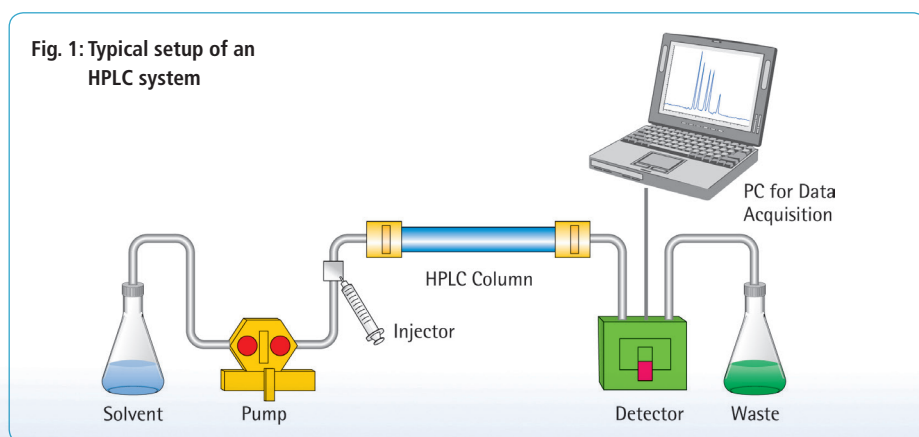 Fig. 1: Typical setup of an
HPLC system
PC for Data
Acquisition
HPLC Column
Injector
Solvent
Pump
Detector
Waste